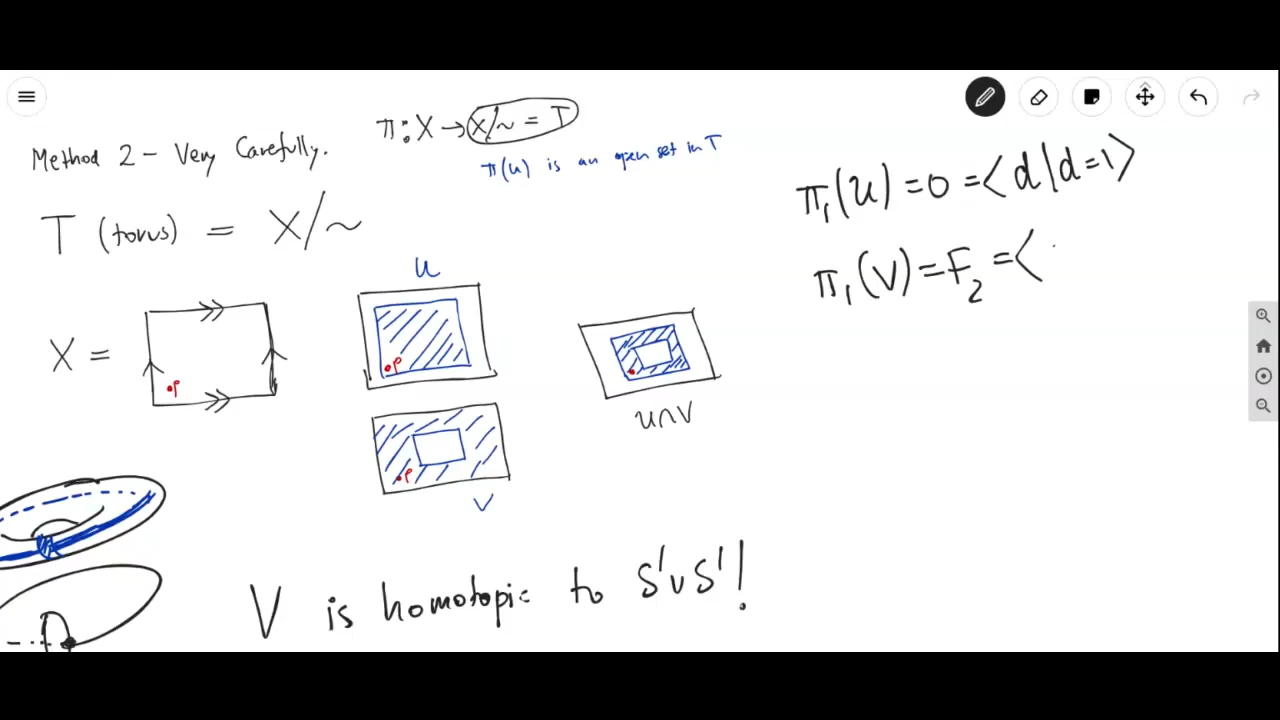 Method 2 - Very Carefully.
π: X → X/~ = T
π(u) is an open set in T
T (torus) = X/~
X =
p
u
p
p
V
u∩V
π₁(u) = 0 = ⟨d | d=1⟩
π₁(V) = F₂ = ⟨
V is homotopic to S¹∨S¹!